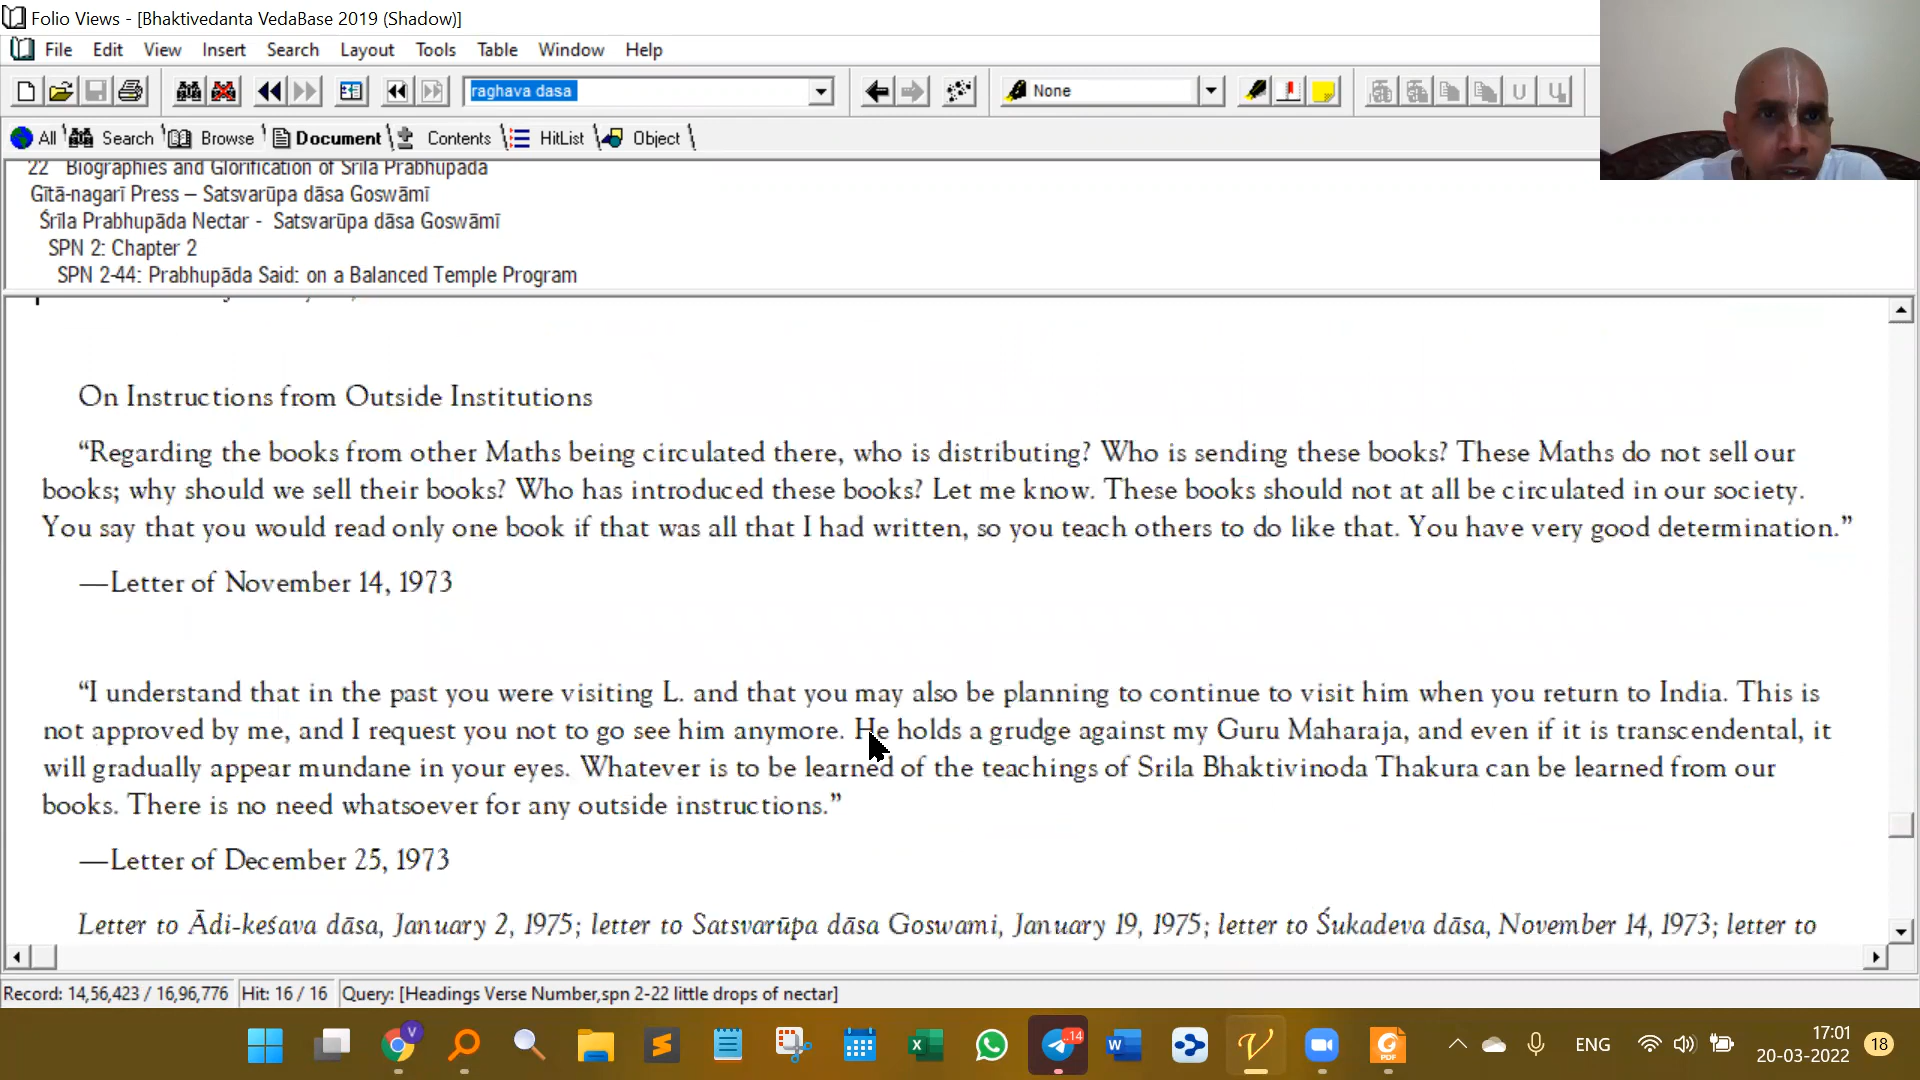 Folio Views - [Bhaktivedanta VedaBase 2019 (Shadow)]
File Edit View Insert Search Layout Tools Table Window Help
raghava dasa None
All Search Browse Document Contents HitList Object
22 Biographies and Glorification of Śrīla Prabhupāda
Gītā-nagarī Press – Satsvarūpa dāsa Goswāmī
Śrīla Prabhupāda Nectar - Satsvarūpa dāsa Goswāmī
SPN 2: Chapter 2
SPN 2-44: Prabhupāda Said: on a Balanced Temple Program
On Instructions from Outside Institutions
“Regarding the books from other Maths being circulated there, who is distributing? Who is sending these books? These Maths do not sell our
books; why should we sell their books? Who has introduced these books? Let me know. These books should not at all be circulated in our society.
You say that you would read only one book if that was all that I had written, so you teach others to do like that. You have very good determination.”
—Letter of November 14, 1973
“I understand that in the past you were visiting L. and that you may also be planning to continue to visit him when you return to India. This is
not approved by me, and I request you not to go see him anymore. He holds a grudge against my Guru Maharaja, and even if it is transcendental, it
will gradually appear mundane in your eyes. Whatever is to be learned of the teachings of Srila Bhaktivinoda Thakura can be learned from our
books. There is no need whatsoever for any outside instructions.”
—Letter of December 25, 1973
Letter to Ādi-keśava dāsa, January 2, 1975; letter to Satsvarūpa dāsa Goswami, January 19, 1975; letter to Śukadeva dāsa, November 14, 1973; letter to
Record: 14,56,423 / 16,96,776 Hit: 16 / 16 Query: [Headings Verse Number,spn 2-22 little drops of nectar]
V ..14 ENG 17:01
20-03-2022 18
PDF